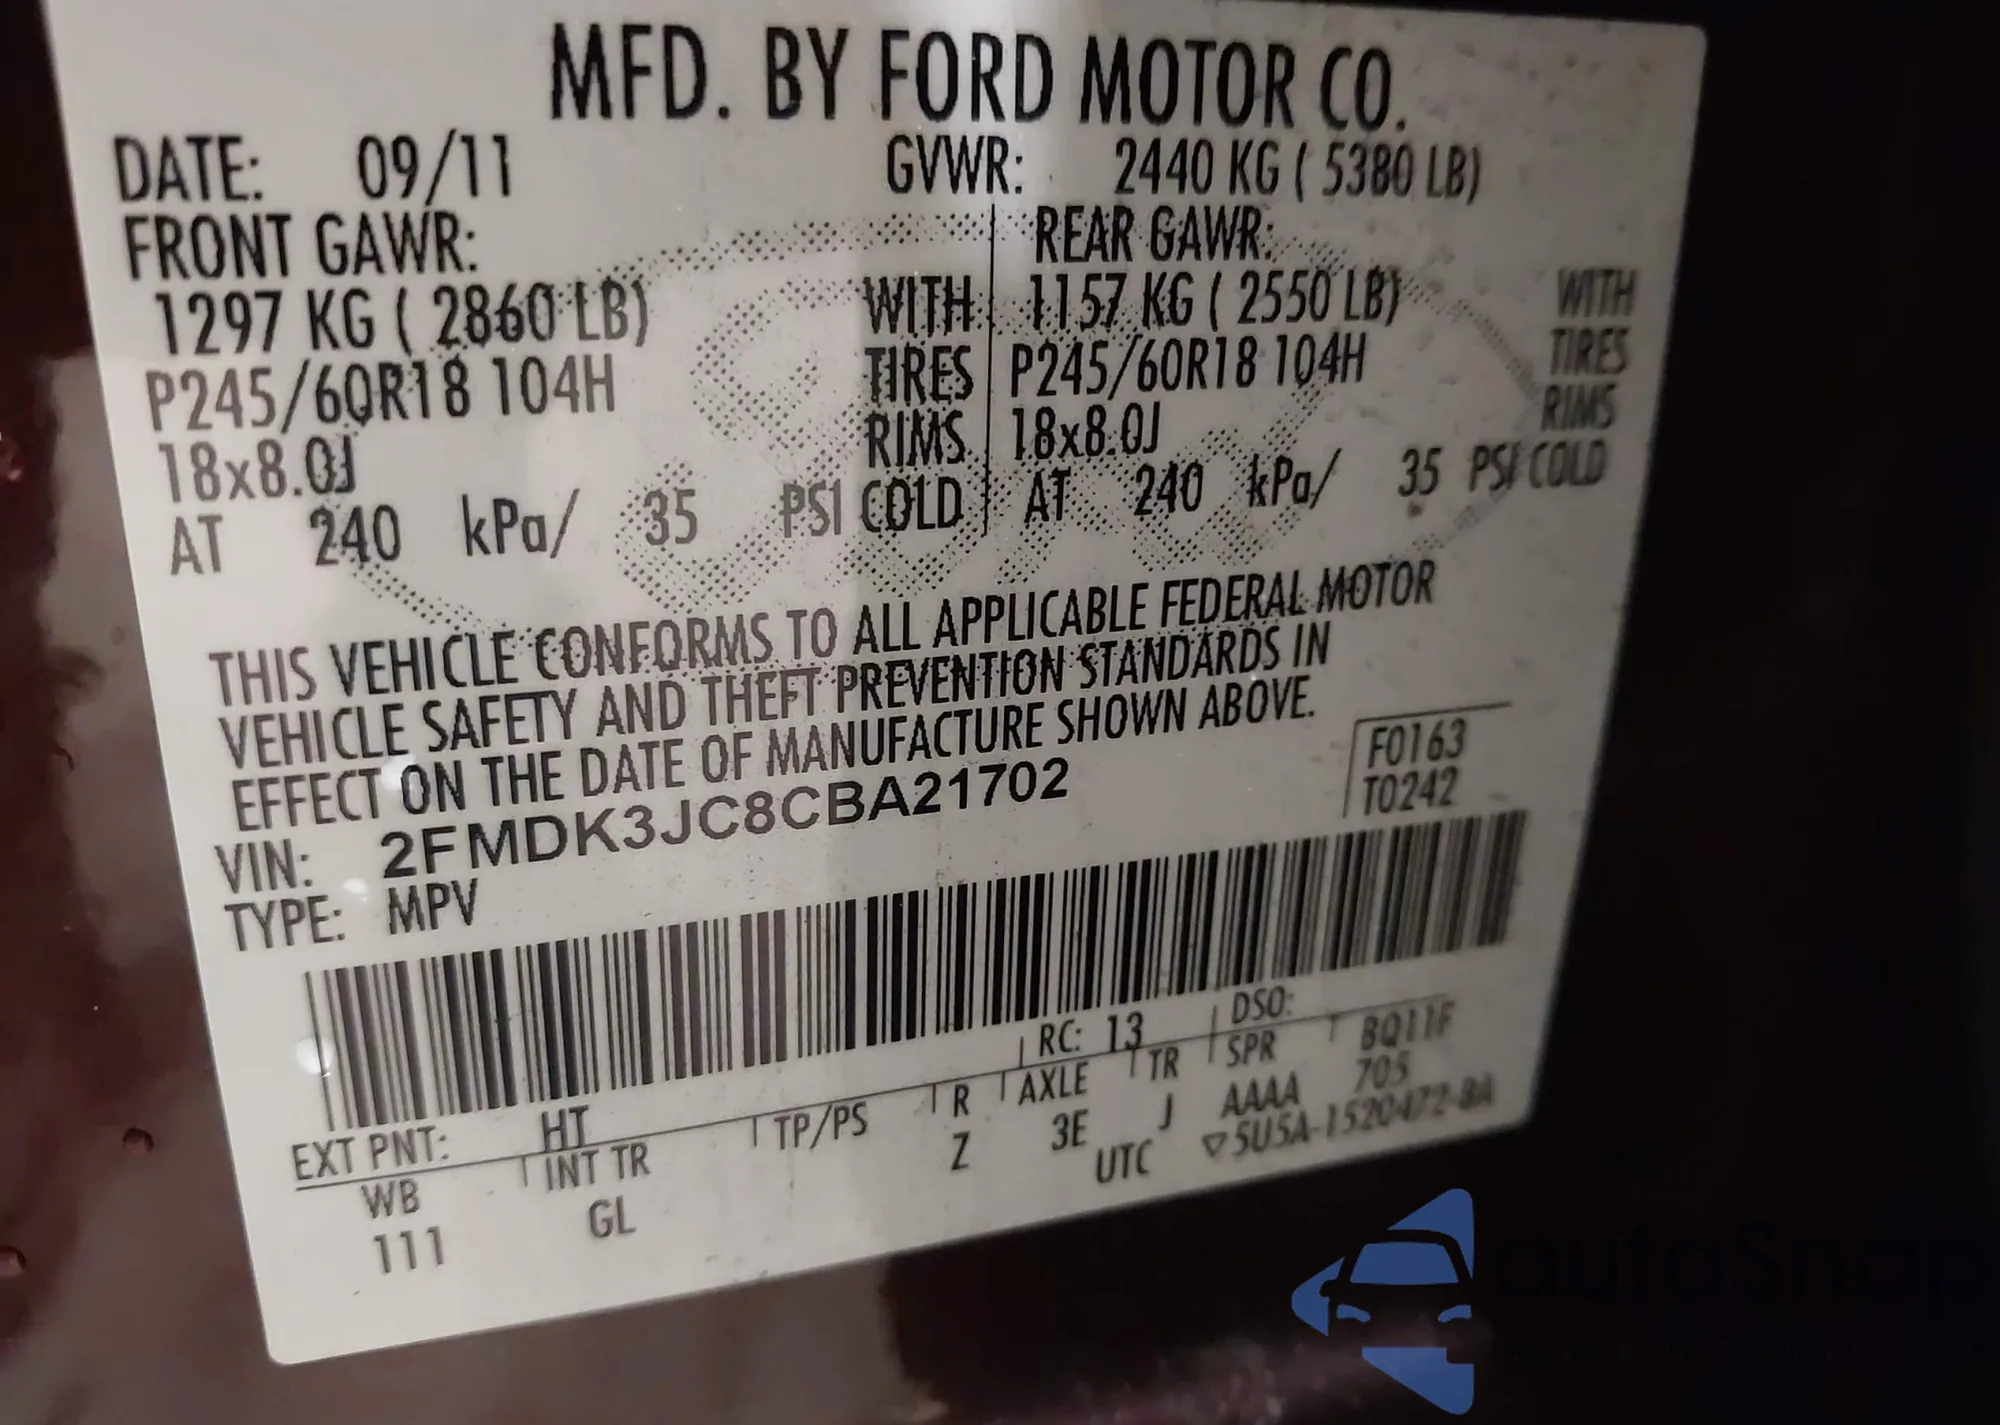 MFD. BY FORD MOTOR CO.
DATE: 09/11 GVWR: 2440 KG ( 5380 LB)
FRONT GAWR: REAR GAWR:
1297 KG ( 2860 LB) WITH 1157 KG ( 2550 LB) WITH
P245/60R18 104H TIRES P245/60R18 104H TIRES
18x8.0J RIMS 18x8.0J RIMS
AT 240 kPa/ 35 PSI COLD AT 240 kPa/ 35 PSI COLD
THIS VEHICLE CONFORMS TO ALL APPLICABLE FEDERAL MOTOR
VEHICLE SAFETY AND THEFT PREVENTION STANDARDS IN
EFFECT ON THE DATE OF MANUFACTURE SHOWN ABOVE.
F0163
VIN: 2FMDK3JC8CBA21702 T0242
TYPE: MPV
EXT PNT: HT RC: 13 DSO: BQ11F
WB INT TR TP/PS R AXLE TR SPR 705
111 GL Z 3E J AAAA
UTC ▽5U5A-1520472-BA
autoSnap